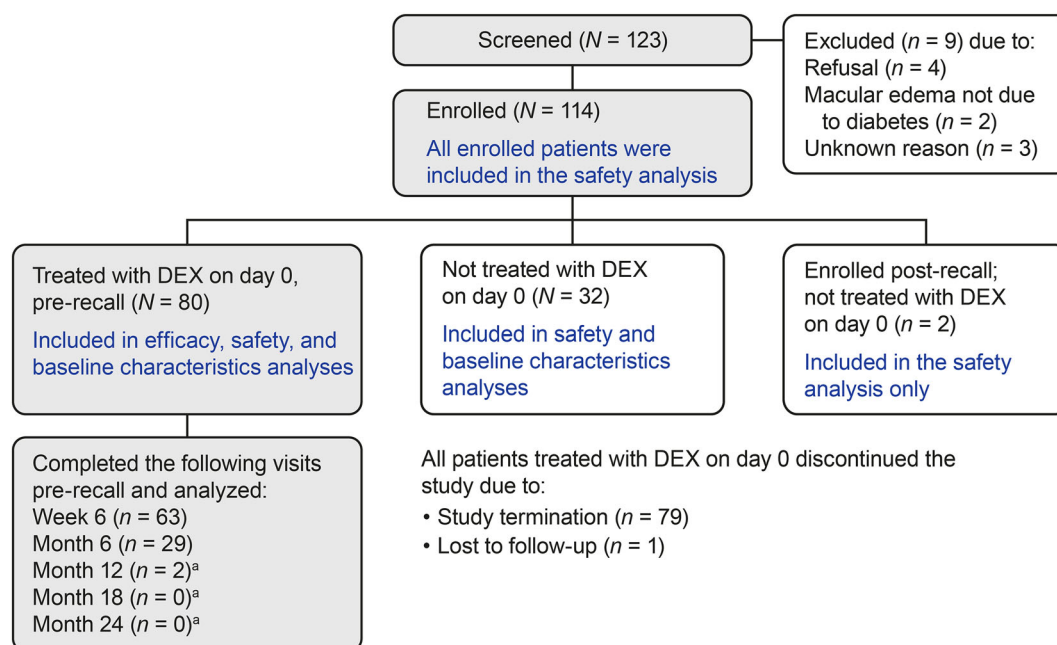 Screened (N = 123)
Excluded (n = 9) due to:
Refusal (n = 4)
Macular edema not due
to diabetes (n = 2)
Unknown reason (n = 3)
Enrolled (N = 114)
All enrolled patients were
included in the safety analysis
Treated with DEX on day 0,
pre-recall (N = 80)
Included in efficacy, safety, and
baseline characteristics analyses
Not treated with DEX
on day 0 (N = 32)
Included in safety and
baseline characteristics
analyses
Enrolled post-recall;
not treated with DEX
on day 0 (n = 2)
Included in the safety
analysis only
Completed the following visits
pre-recall and analyzed:
Week 6 (n = 63)
Month 6 (n = 29)
Month 12 (n = 2)ᵃ
Month 18 (n = 0)ᵃ
Month 24 (n = 0)ᵃ
All patients treated with DEX on day 0 discontinued the
study due to:
• Study termination (n = 79)
• Lost to follow-up (n = 1)